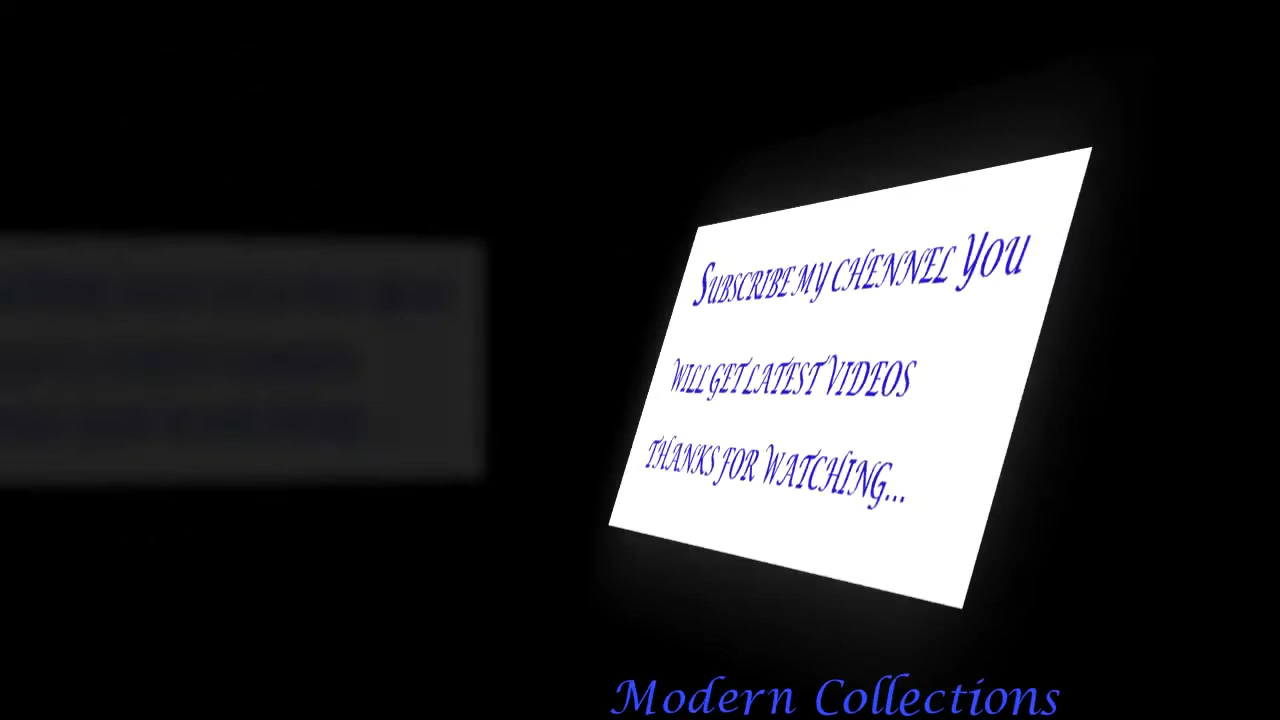 Subscribe my chennel You
will get latest Videos
thanks for watching...
Modern Collections